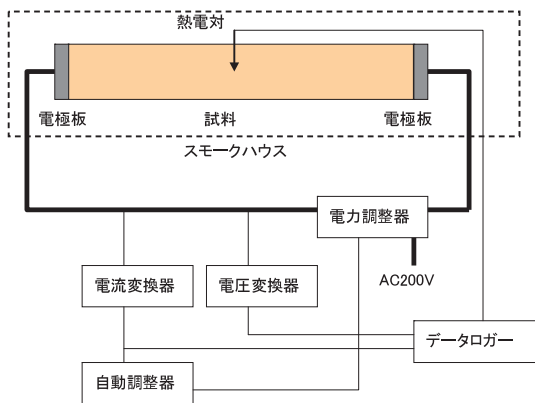 熱電対
電極板
試料
電極板
スモークハウス
電力調整器
AC200V
電流変換器
電圧変換器
データロガー
自動調整器